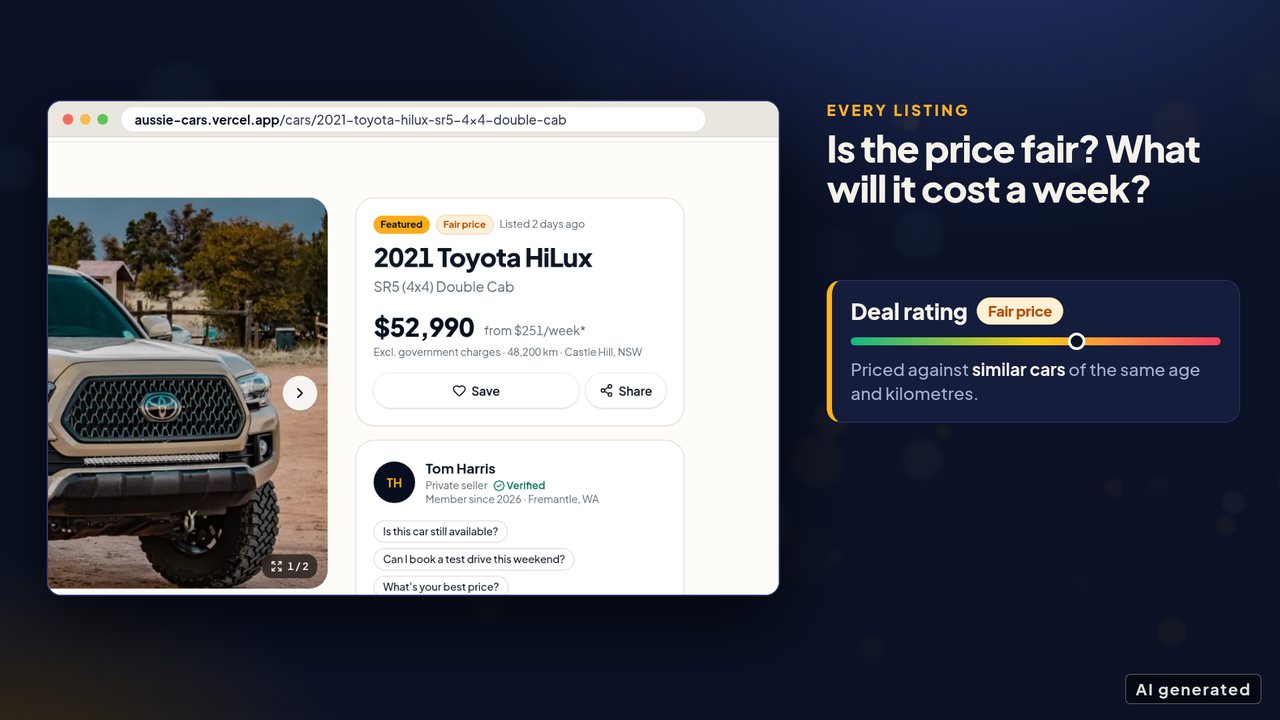 aussie-cars.vercel.app/cars/2021-toyota-hilux-sr5-4x4-double-cab
Featured
Fair price
Listed 2 days ago
2021 Toyota HiLux
SR5 (4x4) Double Cab
$52,990 from $251/week*
Excl. government charges · 48,200 km · Castle Hill, NSW
Save
Share
1/2
TH
Tom Harris
Private seller Verified
Member since 2026 · Fremantle, WA
Is this car still available?
Can I book a test drive this weekend?
What's your best price?
EVERY LISTING
Is the price fair? What
will it cost a week?
Deal rating Fair price
Priced against similar cars of the same age
and kilometres.
AI generated